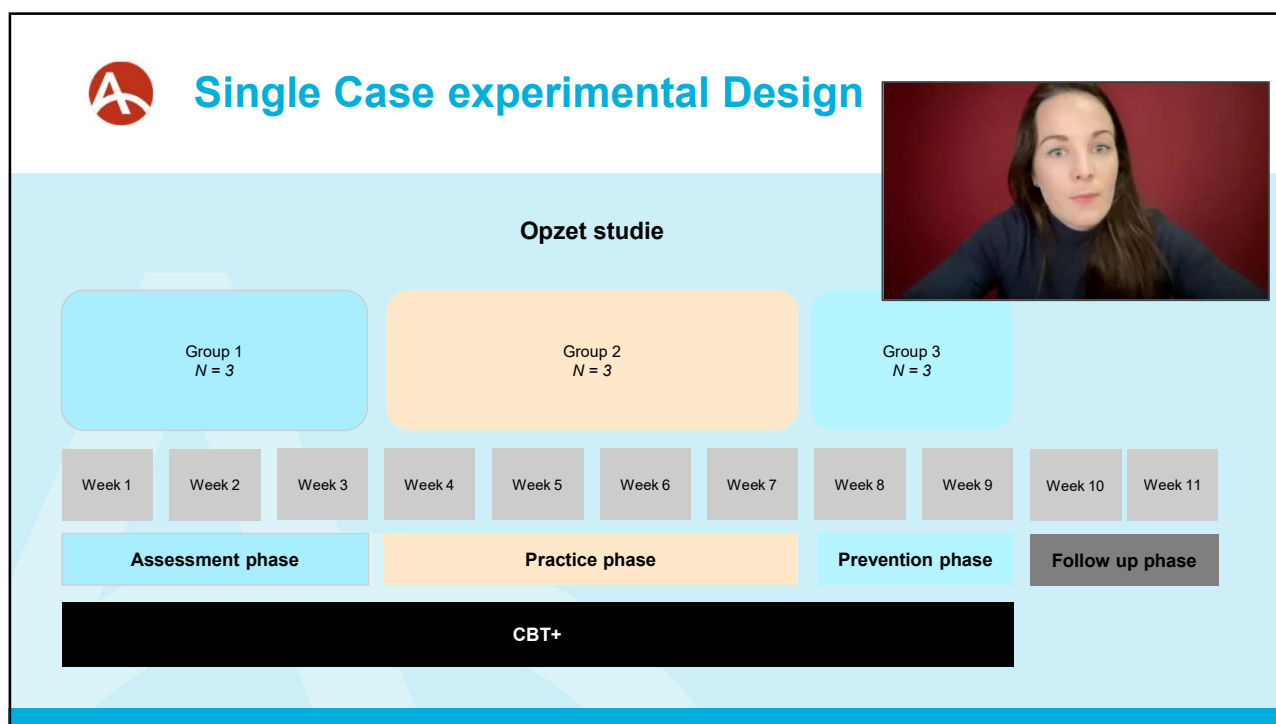 Single Case experimental Design
Opzet studie
Group 1
N = 3
Group 2
N = 3
Group 3
N = 3
Week 1
Week 2
Week 3
Week 4
Week 5
Week 6
Week 7
Week 8
Week 9
Week 10
Week 11
Assessment phase
Practice phase
Prevention phase
Follow up phase
CBT+